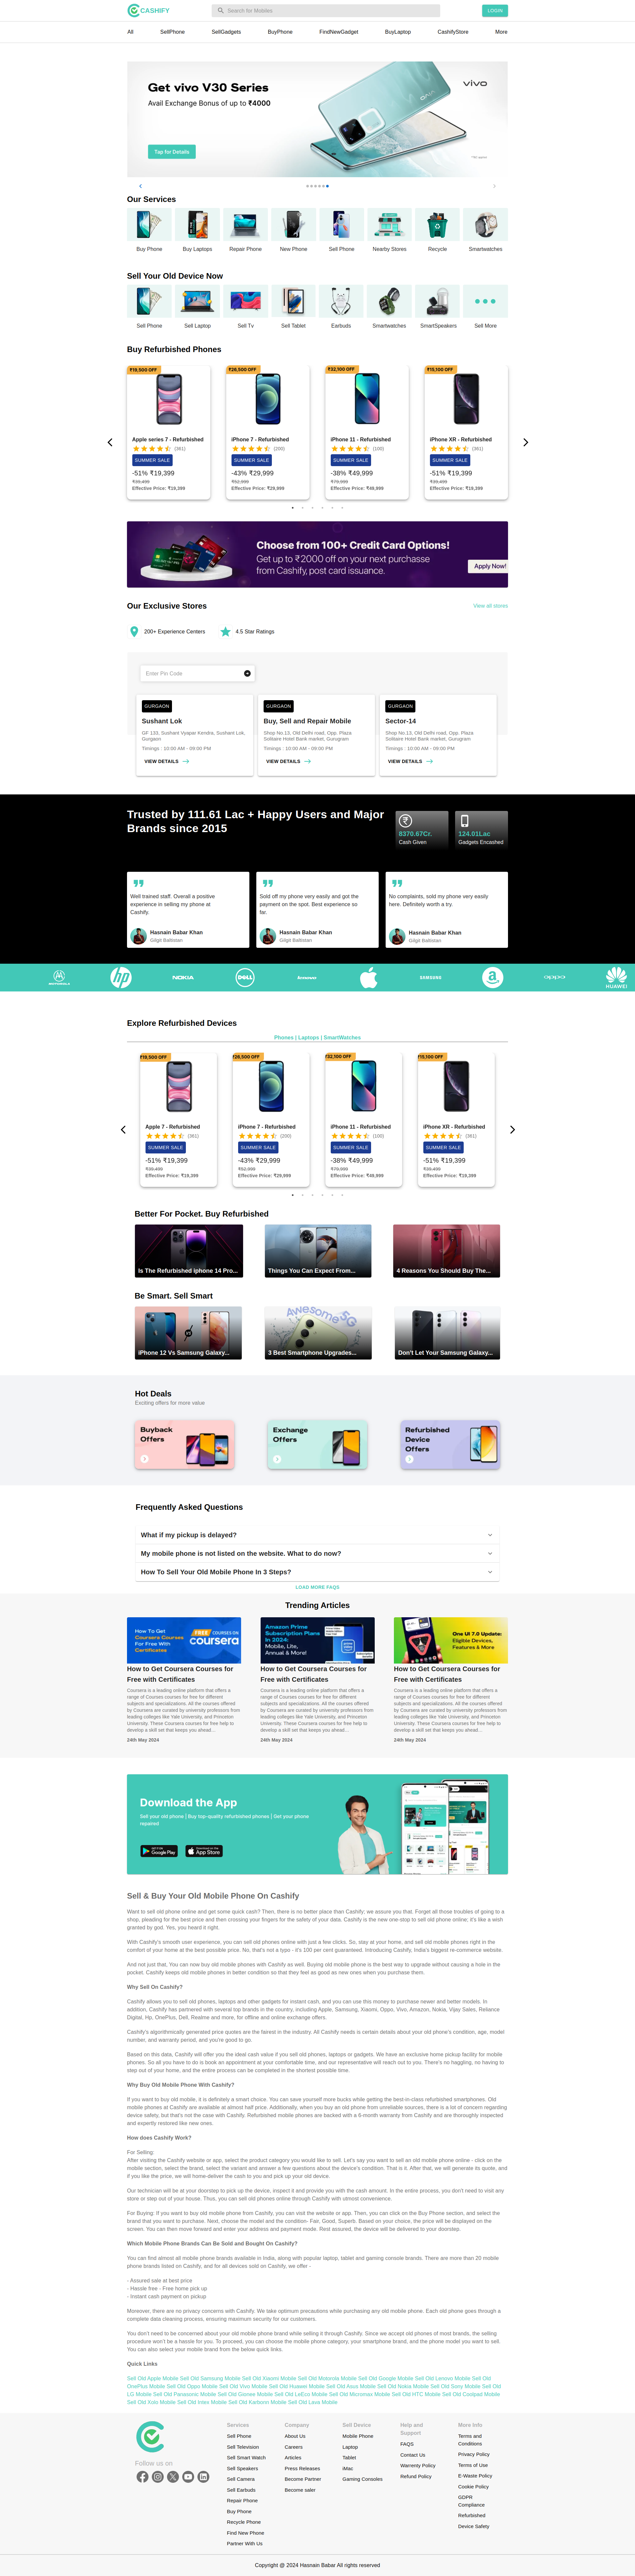 CASHIFY
Search for Mobiles
LOGIN
All SellPhone SellGadgets BuyPhone FindNewGadget BuyLaptop CashifyStore More
Get vivo V30 Series
Avail Exchange Bonus of up to ₹4000
Tap for Details
vivo
Our Services
Buy Phone Buy Laptops Repair Phone New Phone Sell Phone Nearby Stores Recycle Smartwatches
Sell Your Old Device Now
Sell Phone Sell Laptop Sell Tv Sell Tablet Earbuds Smartwatches SmartSpeakers Sell More
Buy Refurbished Phones
₹19,500 OFF ₹26,500 OFF ₹32,100 OFF ₹15,100 OFF
Apple series 7 - Refurbished iPhone 7 - Refurbished iPhone 11 - Refurbished iPhone XR - Refurbished
(361) (200) (100) (361)
SUMMER SALE SUMMER SALE SUMMER SALE SUMMER SALE
-51% ₹19,399 -43% ₹29,999 -38% ₹49,999 -51% ₹19,399
₹39,499 ₹52,999 ₹79,999 ₹39,499
Effective Price: ₹19,399 Effective Price: ₹29,999 Effective Price: ₹49,999 Effective Price: ₹19,399
Choose from 100+ Credit Card Options!
Get up to ₹2000 off on your next purchase
from Cashify, post card issuance.
Apply Now!
Our Exclusive Stores
View all stores
200+ Experience Centers
4.5 Star Ratings
Enter Pin Code
GURGAON GURGAON GURGAON
Sushant Lok Buy, Sell and Repair Mobile Sector-14
GF 133, Sushant Vyapar Kendra, Sushant Lok, Shop No.13, Old Delhi road, Opp. Plaza Shop No.13, Old Delhi road, Opp. Plaza
Gurgaon Solitaire Hotel Bank market, Gurugram Solitaire Hotel Bank market, Gurugram
Timings : 10:00 AM - 09:00 PM Timings : 10:00 AM - 09:00 PM Timings : 10:00 AM - 09:00 PM
VIEW DETAILS VIEW DETAILS VIEW DETAILS
Trusted by 111.61 Lac + Happy Users and Major
Brands since 2015
8370.67Cr. 124.01Lac
Cash Given Gadgets Encashed
Well trained staff. Overall a positive Sold off my phone very easily and got the No complaints, sold my phone very easily
experience in selling my phone at payment on the spot. Best experience so here. Definitely worth a try.
Cashify. far.
Hasnain Babar Khan Hasnain Babar Khan Hasnain Babar Khan
Gilgit Baltistan Gilgit Baltistan Gilgit Baltistan
MOTOROLA hp NOKIA DELL lenovo SAMSUNG a oppo HUAWEI
Explore Refurbished Devices
Phones | Laptops | SmartWatches
₹19,500 OFF ₹26,500 OFF ₹32,100 OFF ₹15,100 OFF
Apple 7 - Refurbished iPhone 7 - Refurbished iPhone 11 - Refurbished iPhone XR - Refurbished
(361) (200) (100) (361)
SUMMER SALE SUMMER SALE SUMMER SALE SUMMER SALE
-51% ₹19,399 -43% ₹29,999 -38% ₹49,999 -51% ₹19,399
₹39,499 ₹52,999 ₹79,999 ₹39,499
Effective Price: ₹19,399 Effective Price: ₹29,999 Effective Price: ₹49,999 Effective Price: ₹19,399
Better For Pocket. Buy Refurbished
Is The Refurbished iphone 14 Pro... Things You Can Expect From... 4 Reasons You Should Buy The...
Be Smart. Sell Smart
Awesome 5G
iPhone 12 Vs Samsung Galaxy... 3 Best Smartphone Upgrades... Don't Let Your Samsung Galaxy...
Hot Deals
Exciting offers for more value
Buyback
Offers
Exchange
Offers
Refurbished
Device
Offers
Frequently Asked Questions
What if my pickup is delayed?
My mobile phone is not listed on the website. What to do now?
How To Sell Your Old Mobile Phone In 3 Steps?
LOAD MORE FAQS
Trending Articles
How To Get
Coursera Courses
For Free With
Certificates
FREE COURSES ON
coursera
Amazon Prime
Subscription Plans
In 2024:
Mobile, Lite,
Annual & More!
One UI 7.0 Update:
Eligible Devices,
Features & More
How to Get Coursera Courses for How to Get Coursera Courses for How to Get Coursera Courses for
Free with Certificates Free with Certificates Free with Certificates
Coursera is a leading online platform that offers a Coursera is a leading online platform that offers a Coursera is a leading online platform that offers a
range of Courses courses for free for different range of Courses courses for free for different range of Courses courses for free for different
subjects and specializations. All the courses offered subjects and specializations. All the courses offered subjects and specializations. All the courses offered
by Coursera are curated by university professors from by Coursera are curated by university professors from by Coursera are curated by university professors from
leading colleges like Yale University, and Princeton leading colleges like Yale University, and Princeton leading colleges like Yale University, and Princeton
University. These Coursera courses for free help to University. These Coursera courses for free help to University. These Coursera courses for free help to
develop a skill set that keeps you ahead... develop a skill set that keeps you ahead... develop a skill set that keeps you ahead...
24th May 2024 24th May 2024 24th May 2024
Download the App
Sell your old phone | Buy top-quality refurbished phones | Get your phone
repaired
Google Play App Store
Sell & Buy Your Old Mobile Phone On Cashify
Want to sell old phone online and get some quick cash? Then, there is no better place than Cashify; we assure you that. Forget all those troubles of going to a
shop, pleading for the best price and then crossing your fingers for the safety of your data. Cashify is the new one-stop to sell old phone online; it's like a wish
granted by god. Yes, you heard it right.
With Cashify's smooth user experience, you can sell old phones online with just a few clicks. So, stay at your home, and sell old mobile phones right in the
comfort of your home at the best possible price. No, that's not a typo - it's 100 per cent guaranteed. Introducing Cashify, India's biggest re-commerce website.
And not just that. You can now buy old mobile phones with Cashify as well. Buying old mobile phone is the best way to upgrade without causing a hole in the
pocket. Cashify keeps old mobile phones in better condition so that they feel as good as new ones when you purchase them.
Why Sell On Cashify?
Cashify allows you to sell old phones, laptops and other gadgets for instant cash, and you can use this money to purchase newer and better models. In
addition, Cashify has partnered with several top brands in the country, including Apple, Samsung, Xiaomi, Oppo, Vivo, Amazon, Nokia, Vijay Sales, Reliance
Digital, Hp, OnePlus, Dell, Realme and more, for offline and online exchange offers.
Cashify's algorithmically generated price quotes are the fairest in the industry. All Cashify needs is certain details about your old phone's condition, age, model
number, and warranty period, and you're good to go.
Based on this data, Cashify will offer you the ideal cash value if you sell old phones, laptops or gadgets. We have an exclusive home pickup facility for mobile
phones. So all you have to do is book an appointment at your comfortable time, and our representative will reach out to you. There's no haggling, no having to
step out of your home, and the entire process can be completed in the shortest possible time.
Why Buy Old Mobile Phone With Cashify?
If you want to buy old mobile, it is definitely a smart choice. You can save yourself more bucks while getting the best-in-class refurbished smartphones. Old
mobile phones at Cashify are available at almost half price. Additionally, when you buy an old phone from unreliable sources, there is a lot of concern regarding
device safety, but that's not the case with Cashify. Refurbished mobile phones are backed with a 6-month warranty from Cashify and are thoroughly inspected
and expertly restored like new ones.
How does Cashify Work?
For Selling:
After visiting the Cashify website or app, select the product category you would like to sell. Let's say you want to sell an old mobile phone online - click on the
mobile section, select the brand, select the variant and answer a few questions about the device's condition. This is it. After that, we will generate its quote, and
if you like the price, we will home-deliver the cash to you and pick up your old device.
Our technician will be at your doorstep to pick up the device, inspect it and provide you with the cash amount. In the entire process, you don't need to visit any
store or step out of your house. Thus, you can sell old phones online through Cashify with utmost convenience.
For Buying: If you want to buy old mobile phone from Cashify, you can visit the website or app. Then, you can click on the Buy Phone section, and select the
brand that you want to purchase. Now choose the model and the condition- Fair, Good, Superb. Based on your choice, the price will be displayed on the
screen. You can then move forward and enter your address and payment mode. Rest assured, the device will be delivered to your doorstep.
Which Mobile Phone Brands Can Be Sold and Bought On Cashify?
You can find almost all mobile phone brands available in India, along with popular laptop, tablet and gaming console brands. There are more than 20 mobile
phone brands listed on Cashify, and for all devices sold on Cashify, we offer -
- Assured sale at best price
- Hassle free - Free home pick up
- Instant cash payment on pickup
Moreover, there are no privacy concerns with Cashify. We take optimum precautions while purchasing any old mobile phone. Each old phone goes through a
complete data cleaning process, ensuring maximum security for our customers.
You don't need to be concerned about your old mobile phone brand while selling it through Cashify. Since we accept old phones of most brands, the selling
procedure won't be a hassle for you. To proceed, you can choose the mobile phone category, your smartphone brand, and the phone model you want to sell.
You can also select your mobile brand from the below quick links.
Quick Links
Sell Old Apple Mobile Sell Old Samsung Mobile Sell Old Xiaomi Mobile Sell Old Motorola Mobile Sell Old Google Mobile Sell Old Lenovo Mobile Sell Old
OnePlus Mobile Sell Old Oppo Mobile Sell Old Vivo Mobile Sell Old Huawei Mobile Sell Old Asus Mobile Sell Old Nokia Mobile Sell Old Sony Mobile Sell Old
LG Mobile Sell Old Panasonic Mobile Sell Old Gionee Mobile Sell Old LeEco Mobile Sell Old Micromax Mobile Sell Old HTC Mobile Sell Old Coolpad Mobile
Sell Old Xolo Mobile Sell Old Intex Mobile Sell Old Karbonn Mobile Sell Old Lava Mobile
Follow us on
Services
Sell Phone
Sell Television
Sell Smart Watch
Sell Speakers
Sell Camera
Sell Earbuds
Repair Phone
Buy Phone
Recycle Phone
Find New Phone
Partner With Us
Company
About Us
Careers
Articles
Press Releases
Become Partner
Become saler
Sell Device
Mobile Phone
Laptop
Tablet
iMac
Gaming Consoles
Help and
Support
FAQS
Contact Us
Warrenty Policy
Refund Policy
More Info
Terms and
Conditions
Privacy Policy
Terms of Use
E-Waste Policy
Cookie Policy
GDPR
Compliance
Refurbished
Device Safety
Copyright @ 2024 Hasnain Babar All rights reserved